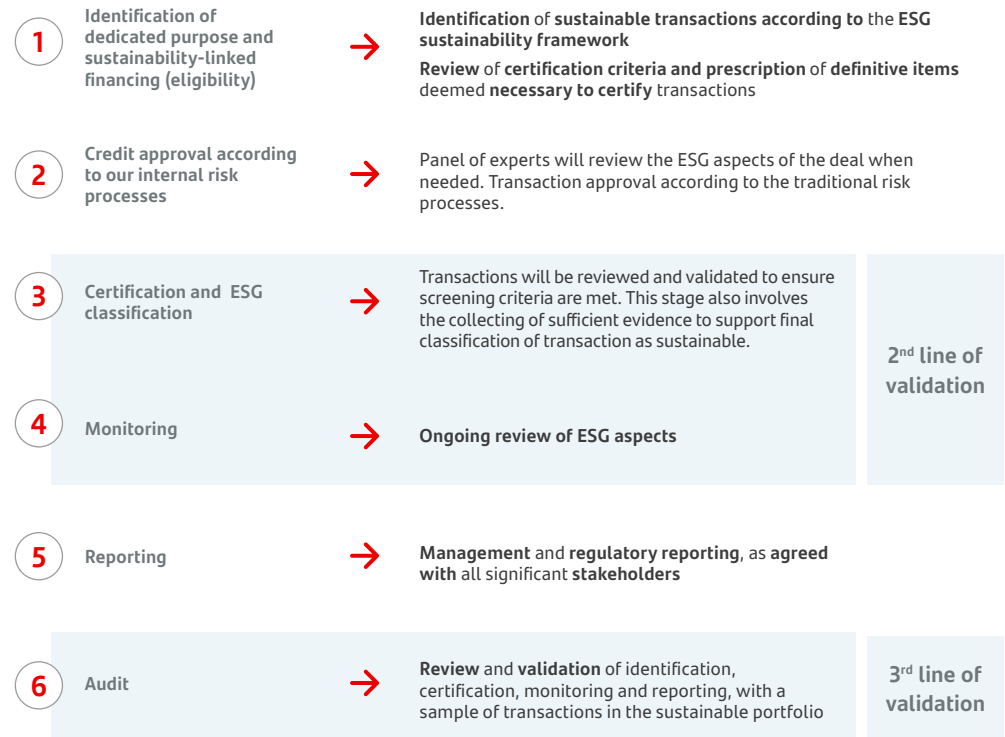 1
Identification of
dedicated purpose and
sustainability-linked
financing (eligibility)
Identification of sustainable transactions according to the ESG
sustainability framework
Review of certification criteria and prescription of definitive items
deemed necessary to certify transactions
2
Credit approval according
to our internal risk
processes
Panel of experts will review the ESG aspects of the deal when
needed. Transaction approval according to the traditional risk
processes.
3
Certification and ESG
classification
Transactions will be reviewed and validated to ensure
screening criteria are met. This stage also involves
the collecting of sufficient evidence to support final
classification of transaction as sustainable.
4
Monitoring
Ongoing review of ESG aspects
2nd line of
validation
5
Reporting
Management and regulatory reporting, as agreed
with all significant stakeholders
6
Audit
Review and validation of identification,
certification, monitoring and reporting, with a
sample of transactions in the sustainable portfolio
3rd line of
validation